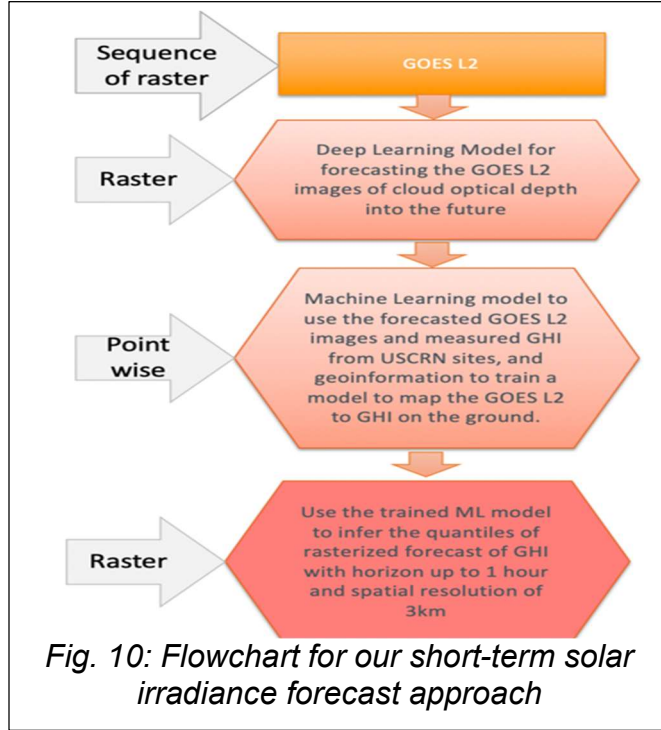 Sequence
of raster
GOES L2
Raster
Deep Learning Model for
forecasting the GOES L2
images of cloud optical depth
into the future
Point
wise
Machine Learning model to
use the forecasted GOES L2
images and measured GHI
from USCRN sites, and
geoinformation to train a
model to map the GOES L2
to GHI on the ground.
Raster
Use the trained ML model
to infer the quantiles of
rasterized forecast of GHI
with horizon up to 1 hour
and spatial resolution of
3km
Fig. 10: Flowchart for our short-term solar
irradiance forecast approach